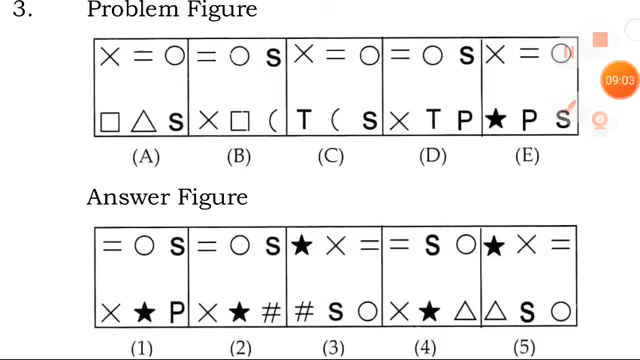 3. Problem Figure
× = ○ = ○ S × = ○ = ○ S × = ○
□ △ S × □ ( T ( S × T P ★ P S
(A) (B) (C) (D) (E)
09:03
Answer Figure
= ○ S = ○ S ★ × = = S ○ ★ × =
× ★ P × ★ # # S ○ × ★ △ △ S ○
(1) (2) (3) (4) (5)